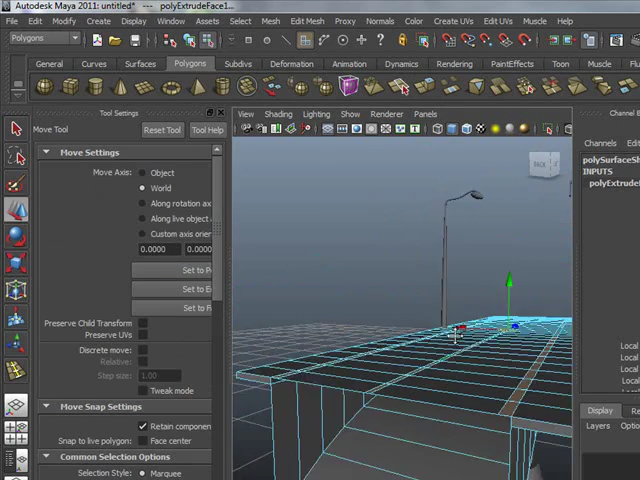 Autodesk Maya 2011: untitled* --- polyExtrudeFace1...
File Edit Modify Create Display Window Assets Select Mesh Edit Mesh Proxy Normals Color Create UVs Edit UVs Muscle
Polygons
General Curves Surfaces Polygons Subdivs Deformation Animation Dynamics Rendering PaintEffects Toon Muscle
Tool Settings
Move Tool Reset Tool Tool Help
Move Settings
Move Axis: Object
World
Along rotation ax
Along live object
Custom axis orien
0.0000 0.0000
Set to P
Set to E
Set to F
Preserve Child Transform
Preserve UVs
Discrete move:
Relative:
Step size: 1.00
Tweak mode
Move Snap Settings
Retain componen
Snap to live polygon: Face center
Common Selection Options
Selection Style: Marquee
View Shading Lighting Show Renderer Panels
BACK
Channel
Channels Edi
polySurfaceSh
INPUTS
polyExtrudeF
Local
Local
Local
Local
Local
Display Re
Layers Optio